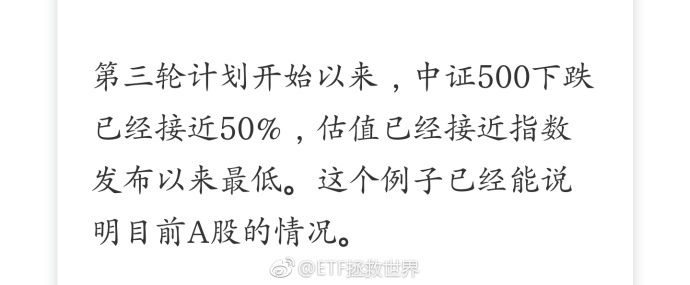 第三轮计划开始以来，中证500下跌
已经接近50%，估值已经接近指数
发布以来最低。这个例子已经能说
明目前A股的情况。
@ETF拯救世界